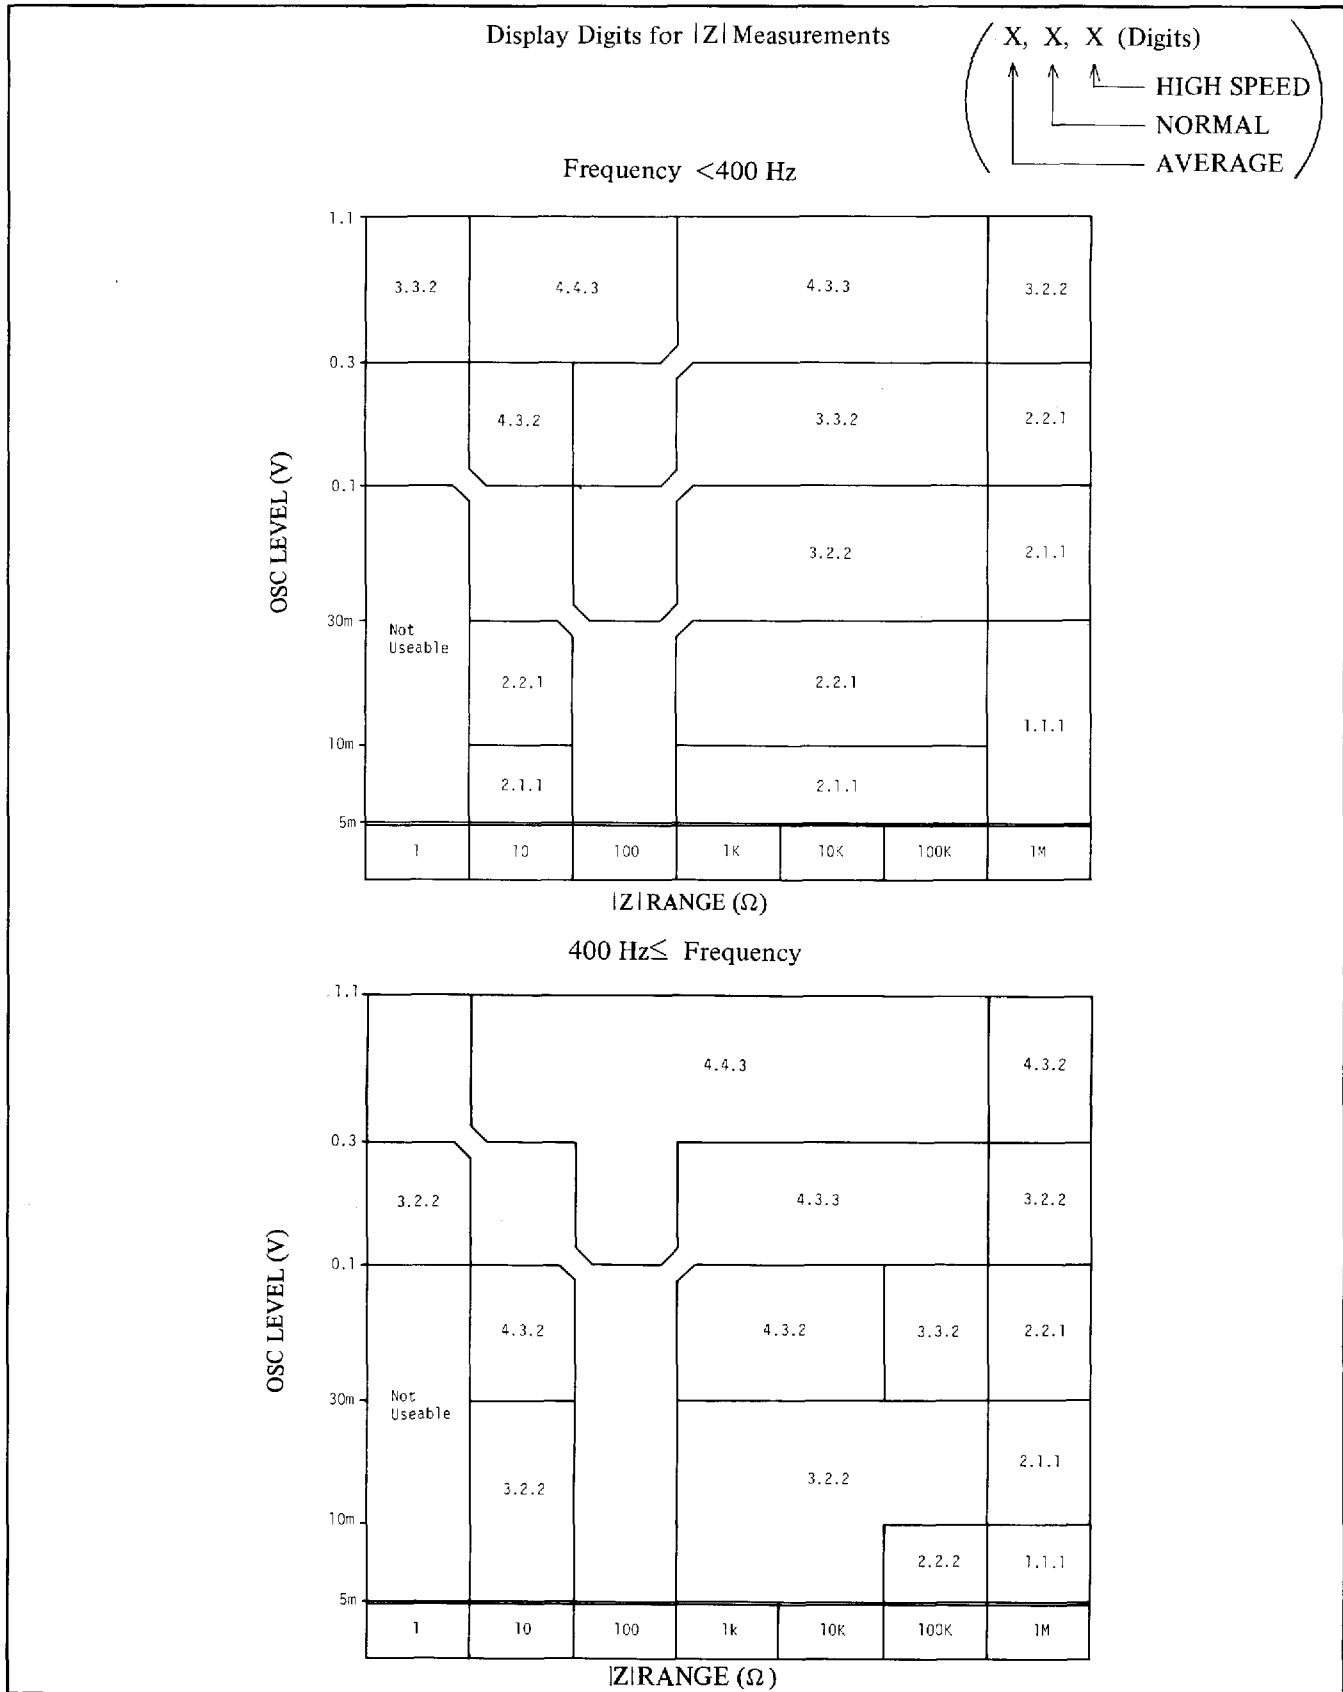 Display Digits for |Z| Measurements
X, X, X (Digits)
HIGH SPEED
NORMAL
AVERAGE
Frequency <400 Hz
OSC LEVEL (V)
1.1
3.3.2
4.4.3
4.3.3
3.2.2
0.3
4.3.2
3.3.2
2.2.1
0.1
3.2.2
2.1.1
30m
Not
Useable
2.2.1
2.2.1
1.1.1
10m
2.1.1
2.1.1
5m
1
10
100
1K
10K
100K
1M
|Z| RANGE (Ω)
400 Hz≤ Frequency
OSC LEVEL (V)
1.1
4.4.3
4.3.2
0.3
3.2.2
4.3.3
3.2.2
0.1
4.3.2
4.3.2
3.3.2
2.2.1
30m
Not
Useable
3.2.2
3.2.2
2.1.1
10m
2.2.2
1.1.1
5m
1
10
100
1k
10K
100K
1M
|Z| RANGE (Ω)